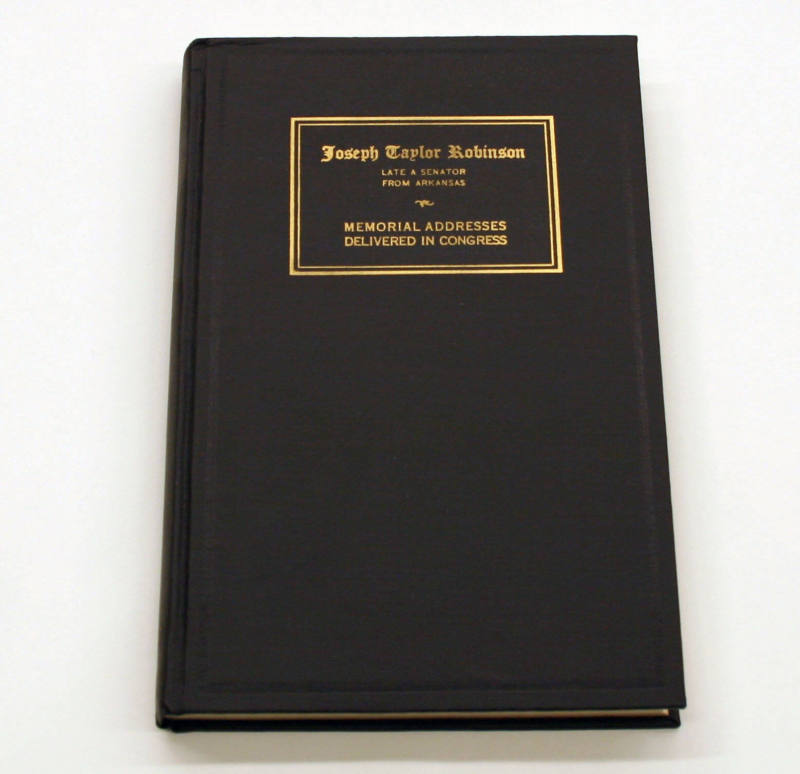 Joseph Taylor Robinson
LATE A SENATOR
FROM ARKANSAS
MEMORIAL ADDRESSES
DELIVERED IN CONGRESS